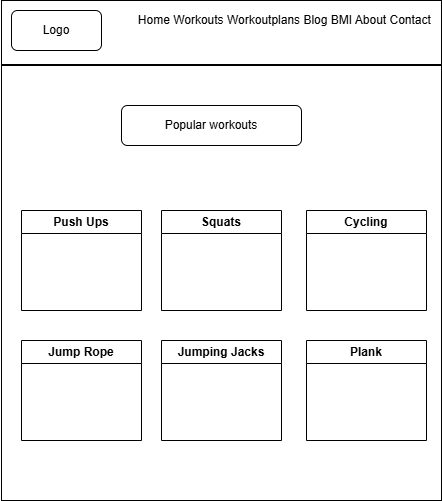 Logo
Home Workouts Workoutplans Blog BMI About Contact
Popular workouts
Push Ups
Squats
Cycling
Jump Rope
Jumping Jacks
Plank